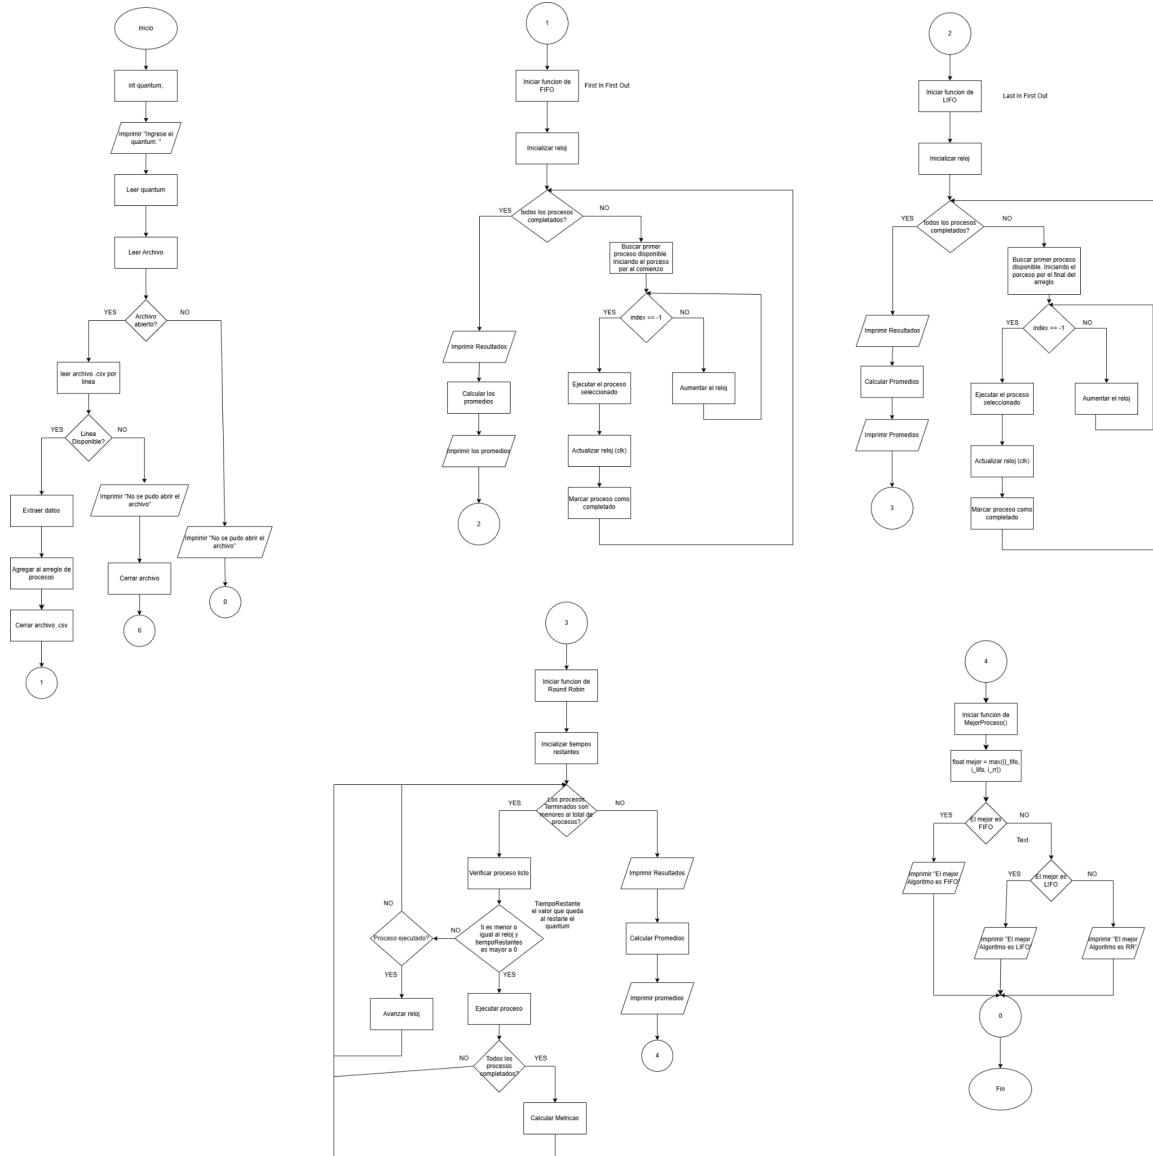 Inicio
int quantum;
Imprimir "Ingrese el
quantum: "
Leer quantum
Leer Archivo
Archivo
abierto?
YES
NO
leer archivo .csv por
linea
Linea
Disponible?
YES
NO
Extraer datos
Imprimir "No se pudo abrir el
archivo"
Imprimir "No se pudo abrir el
archivo"
Agregar al arreglo de
procesos
Cerrar archivo
Cerrar archivo .csv
0
0
1
1
Iniciar funcion de
FIFO
First In First Out
Inicializar reloj
todos los procesos
completados?
YES
NO
Buscar primer
proceso disponible.
Iniciando el porceso
por el comienzo
index == -1
YES
NO
Imprimir Resultados
Ejecutar el proceso
seleccionado
Aumentar el reloj
Calcular los
promedios
Actualizar reloj (clk)
Imprimir los promedios
Marcar proceso como
completado
2
2
Iniciar funcion de
LIFO
Last In First Out
Inicializar reloj
todos los procesos
completados?
YES
NO
Buscar primer proceso
disponible. Iniciando el
porceso por el final del
arreglo
index == -1
YES
NO
Imprimir Resultados
Calcular Promedios
Ejecutar el proceso
seleccionado
Aumentar el reloj
Imprimir Promedios
Actualizar reloj (clk)
Marcar proceso como
completado
3
3
Iniciar funcion de
Round Robin
Inicializar tiempos
restantes
¿Los procesos
Terminados son
menores al total de
procesos?
YES
NO
Verificar proceso listo
Imprimir Resultados
TiempoRestante
el valor que queda
al restarle el
quantum
ti es menor o
igual al reloj y
tiempoRestantes
es mayor a 0
NO
YES
Proceso ejecutado?
NO
YES
Calcular Promedios
Avanzar reloj
Ejecutar proceso
Imprimir promedios
4
Todos los
procesos
completados?
NO
YES
Calcular Metricas
4
Iniciar funcion de
MejorProceso()
float mejor = max({i_fifo,
i_lifo, i_rr})
El mejor es
FIFO
YES
NO
Text
Imprimir "El mejor
Algoritmo es FIFO"
El mejor es
LIFO
YES
NO
Imprimir "El mejor
Algoritmo es LIFO"
Imprimir "El mejor
Algoritmo es RR"
0
Fin